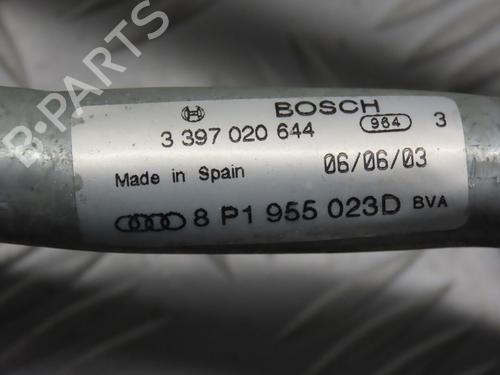 B-PARTS
BOSCH
3 397 020 644 964 3
Made in Spain 06/06/03
8 P1 955 023D BVA